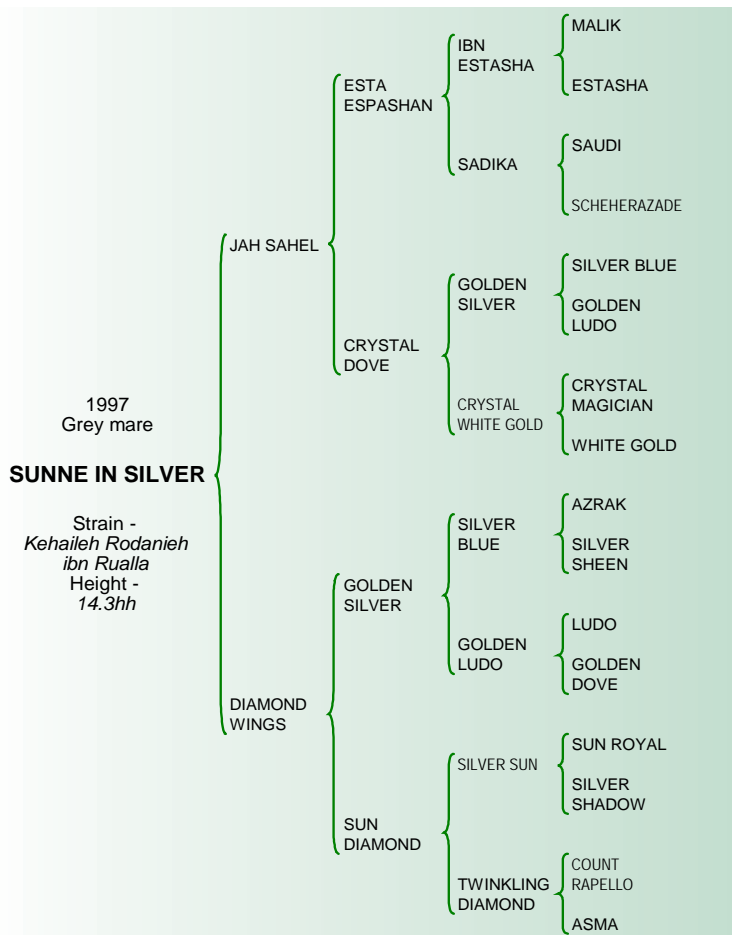 1997
Grey mare
SUNNE IN SILVER
Strain -
Kehaileh Rodanieh
ibn Rualla
Height -
14.3hh
JAH SAHEL
DIAMOND
WINGS
ESTA
ESPASHAN
CRYSTAL
DOVE
GOLDEN
SILVER
SUN
DIAMOND
IBN
ESTASHA
SADIKA
GOLDEN
SILVER
CRYSTAL
WHITE GOLD
SILVER
BLUE
GOLDEN
LUDO
SILVER SUN
TWINKLING
DIAMOND
MALIK
ESTASHA
SAUDI
SCHEHERAZADE
SILVER BLUE
GOLDEN
LUDO
CRYSTAL
MAGICIAN
WHITE GOLD
AZRAK
SILVER
SHEEN
LUDO
GOLDEN
DOVE
SUN ROYAL
SILVER
SHADOW
COUNT
RAPELLO
ASMA